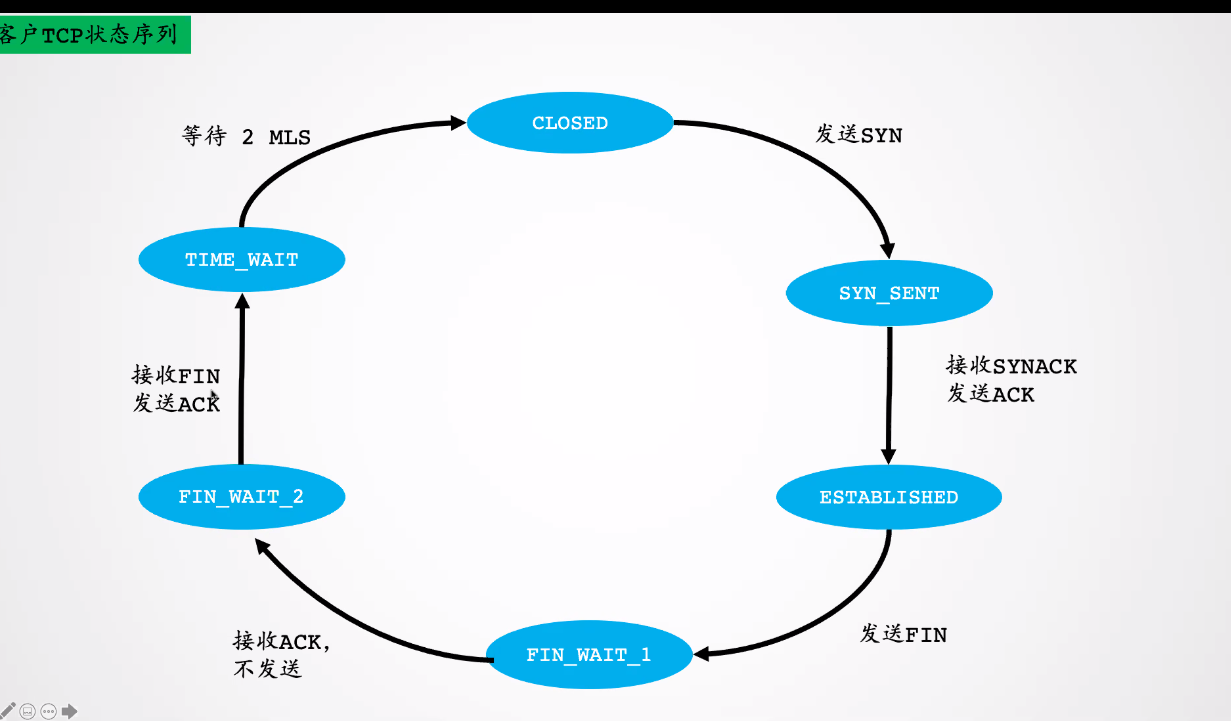 客户TCP状态序列
CLOSED
等待 2 MLS
发送SYN
TIME_WAIT
SYN_SENT
接收SYNACK
发送ACK
接收FIN
发送ACK
FIN_WAIT_2
ESTABLISHED
发送FIN
接收ACK,
不发送
FIN_WAIT_1